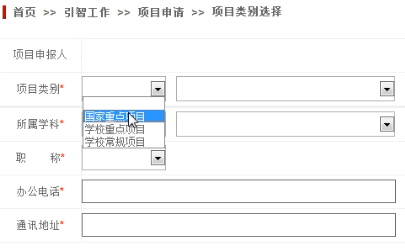 首页 >> 引智工作 >> 项目申请 >> 项目类别选择
项目申报人
项目类别*
国家重点项目
所属学科*
学校重点项目
学校常规项目
职 称*
办公电话*
通讯地址*